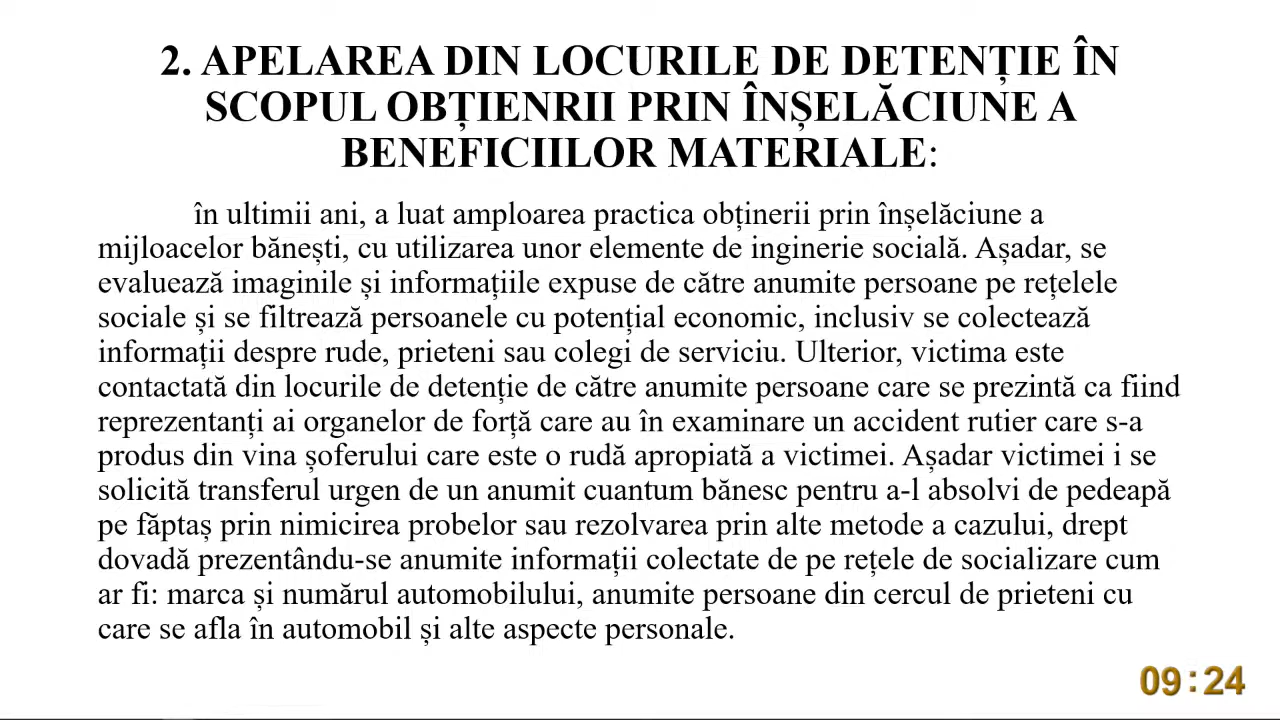 2. APELAREA DIN LOCURILE DE DETENȚIE ÎN
SCOPUL OBȚIENRII PRIN ÎNȘELĂCIUNE A
BENEFICIILOR MATERIALE:
în ultimii ani, a luat amploarea practica obținerii prin înșelăciune a
mijloacelor bănești, cu utilizarea unor elemente de inginerie socială. Așadar, se
evaluează imaginile și informațiile expuse de către anumite persoane pe rețelele
sociale și se filtrează persoanele cu potențial economic, inclusiv se colectează
informații despre rude, prieteni sau colegi de serviciu. Ulterior, victima este
contactată din locurile de detenție de către anumite persoane care se prezintă ca fiind
reprezentanți ai organelor de forță care au în examinare un accident rutier care s-a
produs din vina șoferului care este o rudă apropiată a victimei. Așadar victimei i se
solicită transferul urgen de un anumit cuantum bănesc pentru a-l absolvi de pedeapă
pe făptaș prin nimicirea probelor sau rezolvarea prin alte metode a cazului, drept
dovadă prezentându-se anumite informații colectate de pe rețele de socializare cum
ar fi: marca și numărul automobilului, anumite persoane din cercul de prieteni cu
care se afla în automobil și alte aspecte personale.
09:24